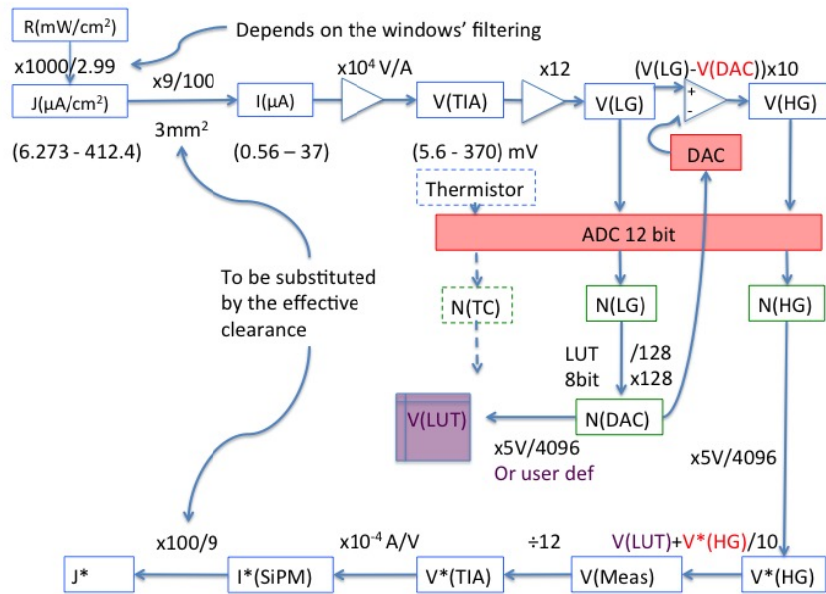 R(mW/cm²)
Depends on the windows' filtering
x1000/2.99
x9/100
x10⁴ V/A
x12
(V(LG)-V(DAC))x10
J(µA/cm²)
I(µA)
V(TIA)
V(LG)
+
-
V(HG)
3mm²
(6.273 - 412.4)
(0.56 – 37)
(5.6 - 370) mV
DAC
Thermistor
ADC 12 bit
To be substituted
by the effective
clearance
N(TC)
N(LG)
N(HG)
LUT
8bit
/128
x128
V(LUT)
N(DAC)
x5V/4096
Or user def
x5V/4096
x100/9
x10⁻⁴ A/V
÷12
V(LUT)+V*(HG)/10
J*
I*(SiPM)
V*(TIA)
V(Meas)
V*(HG)